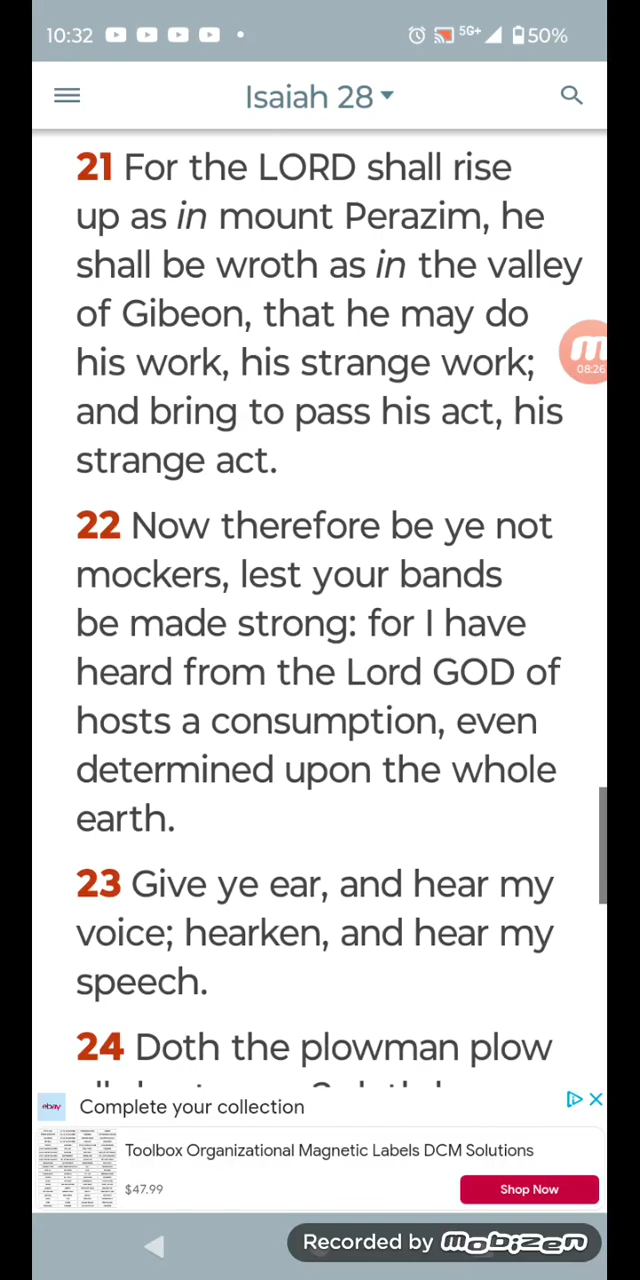 10:32 5G+ 50%
Isaiah 28
21 For the LORD shall rise
up as in mount Perazim, he
shall be wroth as in the valley
of Gibeon, that he may do
his work, his strange work;
and bring to pass his act, his
strange act.
08:26
22 Now therefore be ye not
mockers, lest your bands
be made strong: for I have
heard from the Lord GOD of
hosts a consumption, even
determined upon the whole
earth.
23 Give ye ear, and hear my
voice; hearken, and hear my
speech.
24 Doth the plowman plow
ebay Complete your collection
Toolbox Organizational Magnetic Labels DCM Solutions
$47.99 Shop Now
Recorded by mobizen